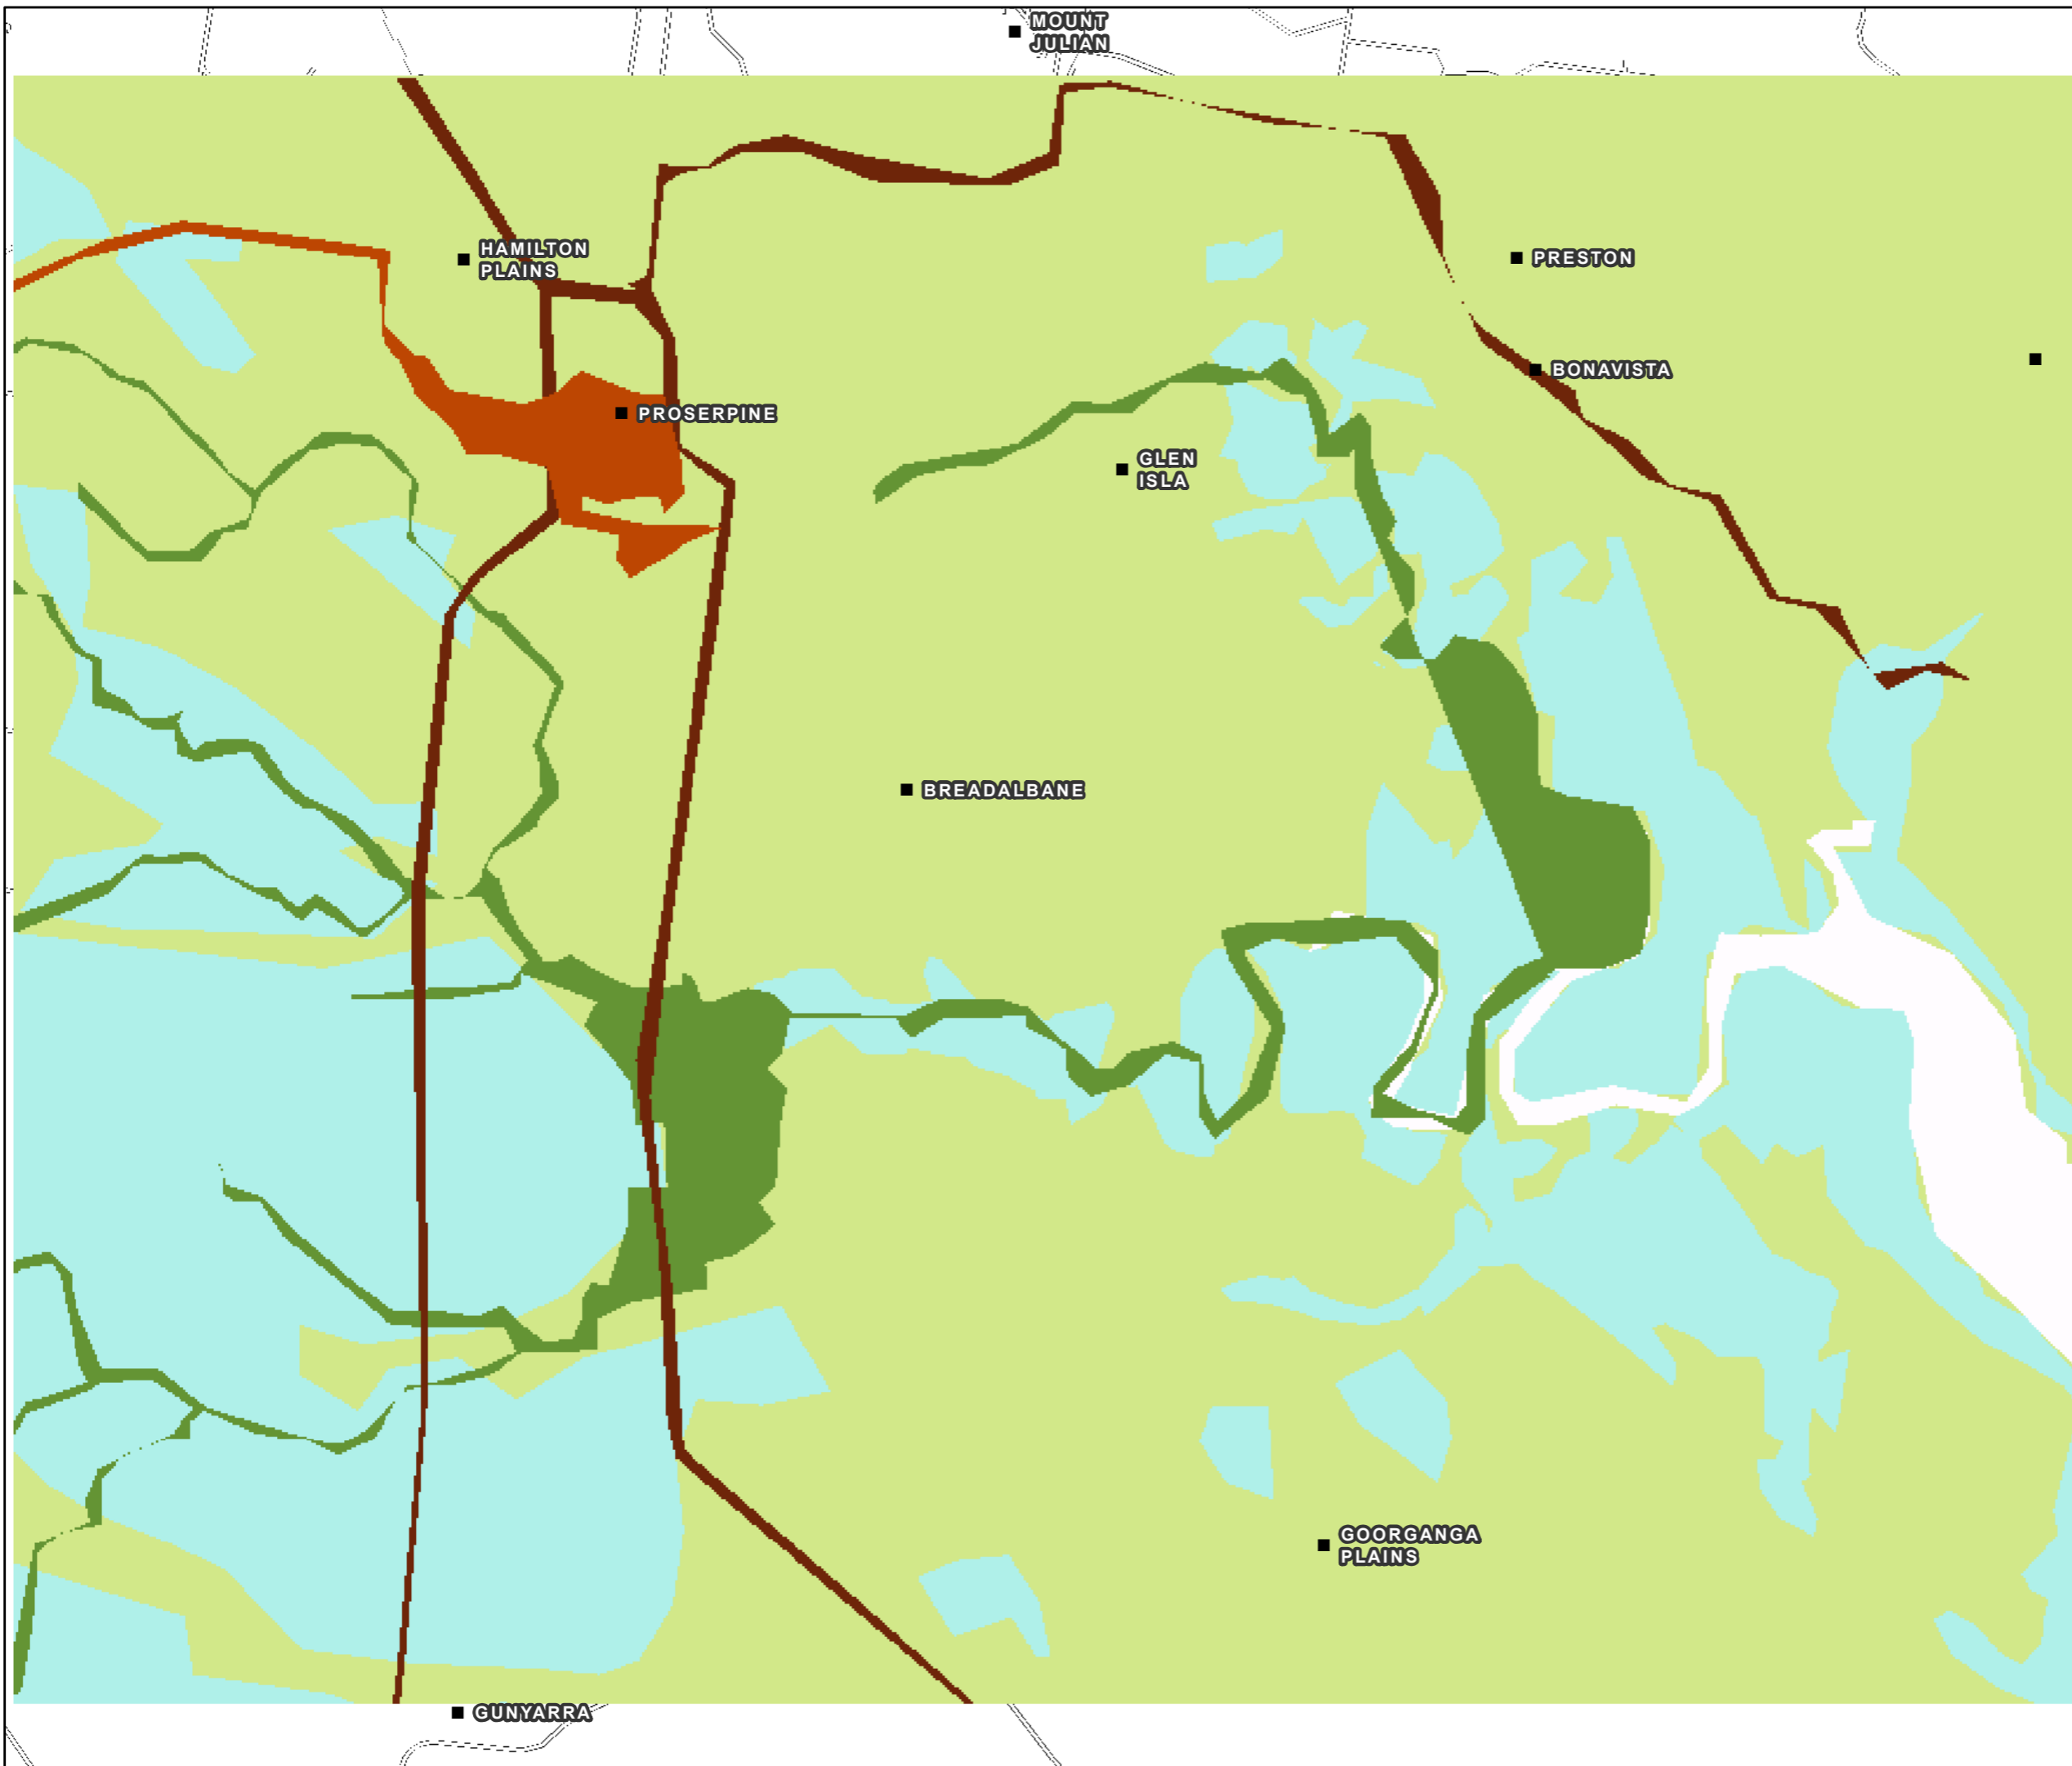 MOUNT
JULIAN
HAMILTON
PLAINS
PRESTON
BONAVISTA
PROSERPINE
GLEN
ISLA
BREADALBANE
GOORGANGA
PLAINS
GUNYARRA